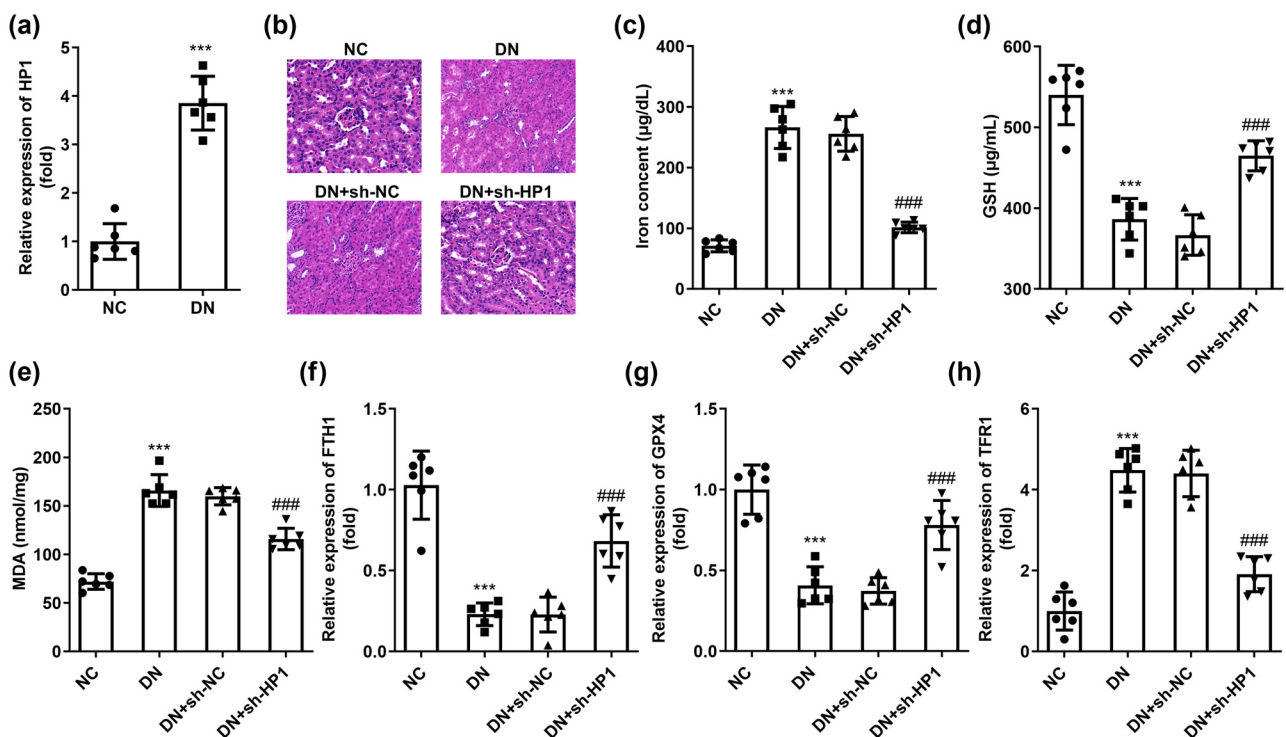 (a)
Relative expression of HP1
(fold)
5
4
3
2
1
0
***
NC
DN
(b)
NC
DN
DN+sh-NC
DN+sh-HP1
(c)
Iron concent (μg/dL)
400
300
200
100
0
***
###
NC
DN
DN+sh-NC
DN+sh-HP1
(d)
GSH (μg/mL)
600
500
400
300
***
###
NC
DN
DN+sh-NC
DN+sh-HP1
(e)
MDA (nmol/mg)
250
200
150
100
50
0
***
###
NC
DN
DN+sh-NC
DN+sh-HP1
(f)
Relative expression of FTH1
(fold)
1.5
1.0
0.5
0.0
***
###
NC
DN
DN+sh-NC
DN+sh-HP1
(g)
Relative expression of GPX4
(fold)
1.5
1.0
0.5
0.0
***
###
NC
DN
DN+sh-NC
DN+sh-HP1
(h)
Relative expression of TFR1
(fold)
6
4
2
0
***
###
NC
DN
DN+sh-NC
DN+sh-HP1